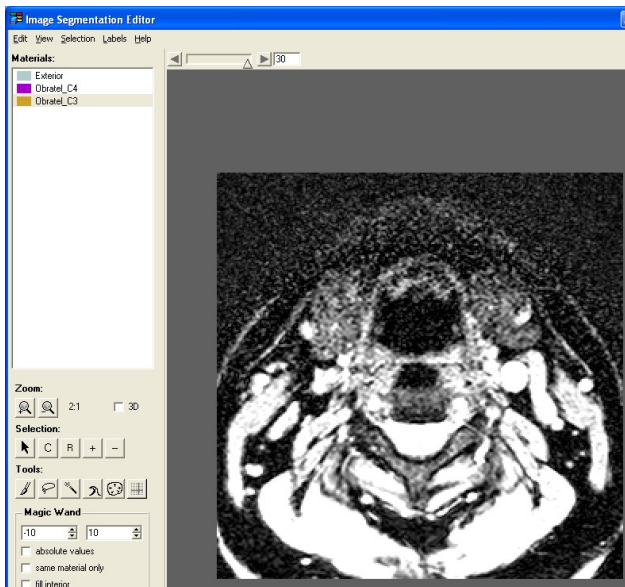 Image Segmentation Editor
Edit View Selection Labels Help
Materials:
30
Exterior
Obratel_C4
Obratel_C3
Zoom:
2:1
3D
Selection:
C R + -
Tools:
Magic Wand
-10 10
absolute values
same material only
fill interior